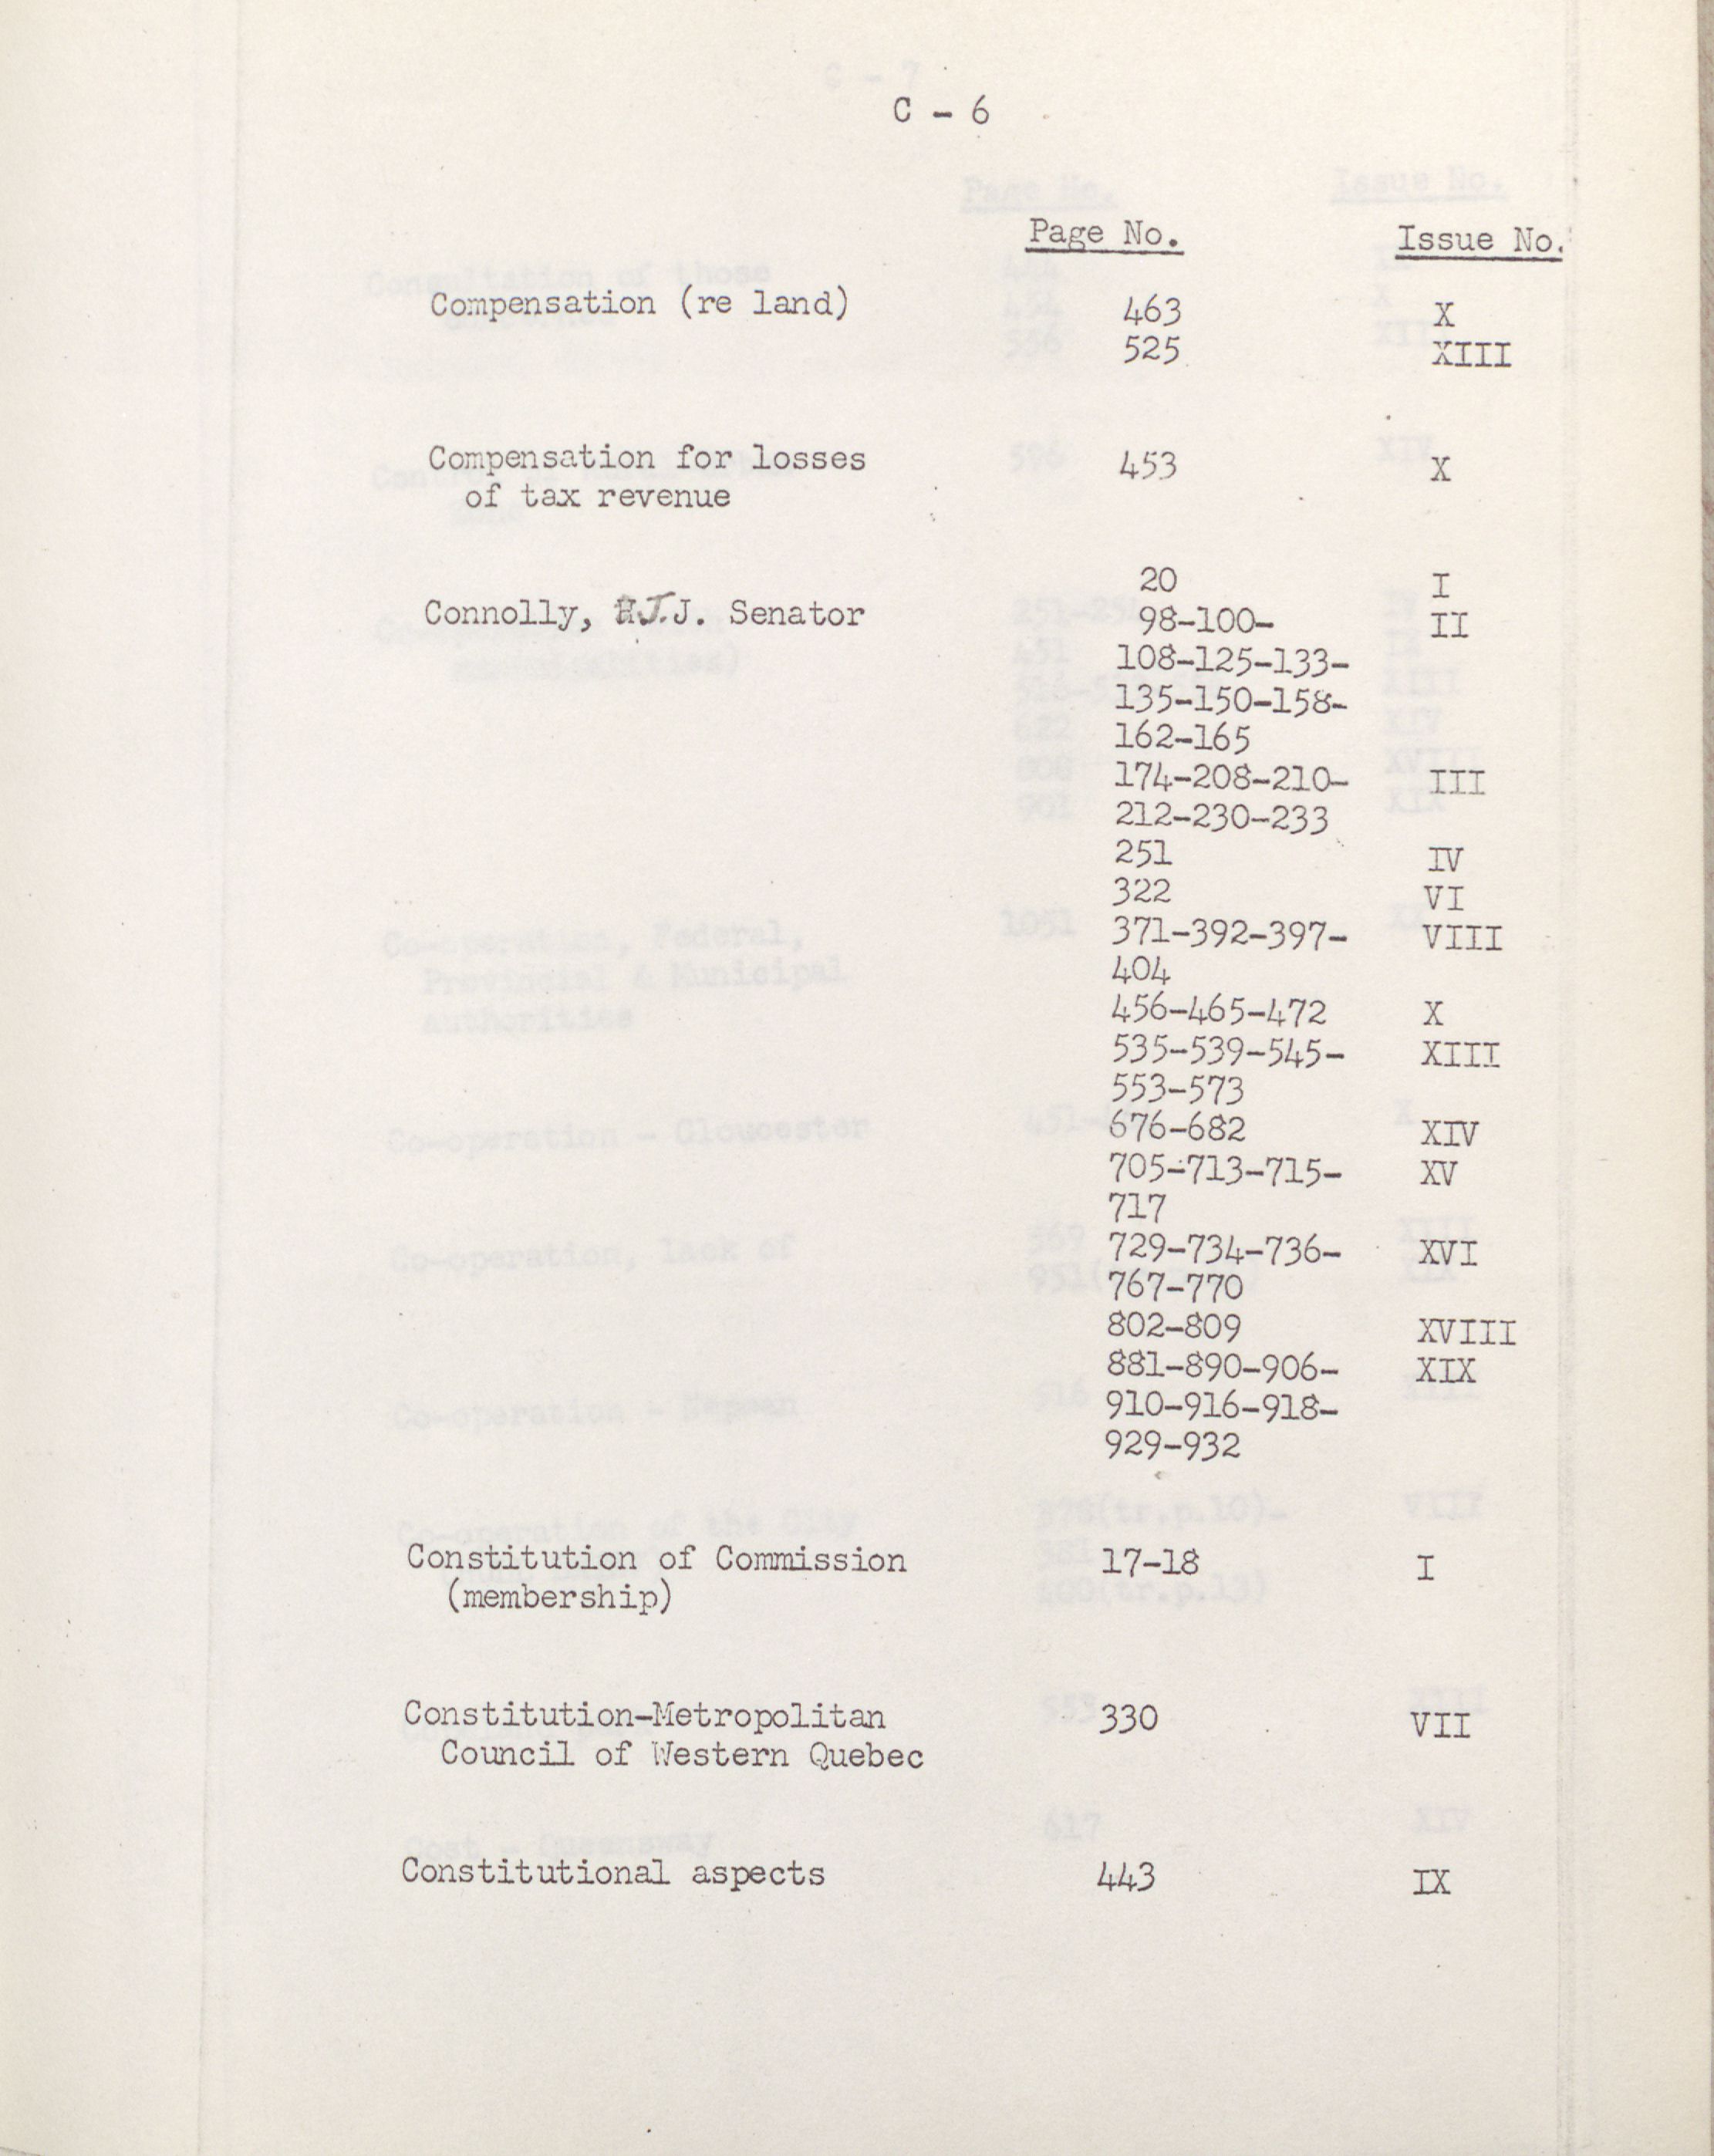 C - 6
Page No. Issue No.
Compensation (re land) 463 X
525 XIII
Compensation for losses 453 X
of tax revenue
20 I
Connolly, J.J. Senator
98-100- II
108-125-133-
135-150-158-
162-165
174-208-210- III
212-230-233
251 IV
322 VI
371-392-397- VIII
404
456-465-472 X
535-539-545- XIII
553-573
676-682 XIV
705-713-715- XV
717
729-734-736- XVI
767-770
802-809 XVIII
881-890-906- XIX
910-916-918-
929-932
Constitution of Commission 17-18 I
(membership)
Constitution-Metropolitan 330 VII
Council of Western Quebec
Constitutional aspects 443 IX